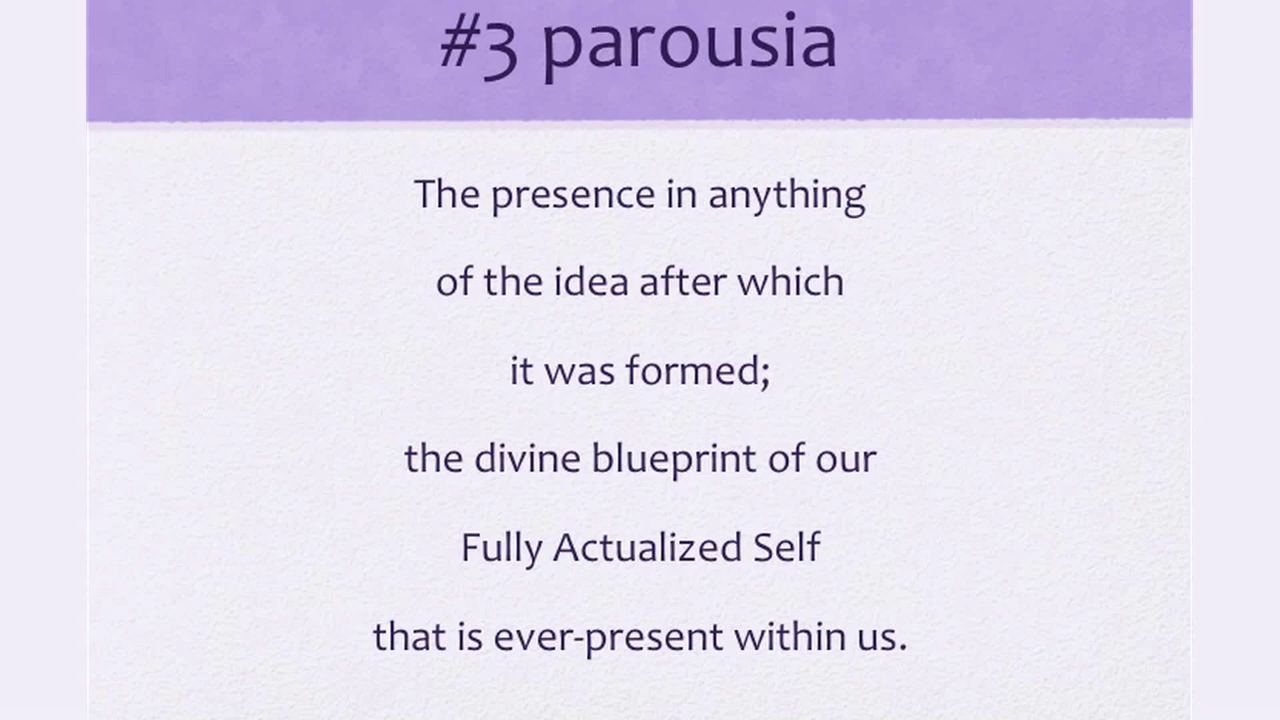 #3 parousia
The presence in anything
of the idea after which
it was formed;
the divine blueprint of our
Fully Actualized Self
that is ever-present within us.